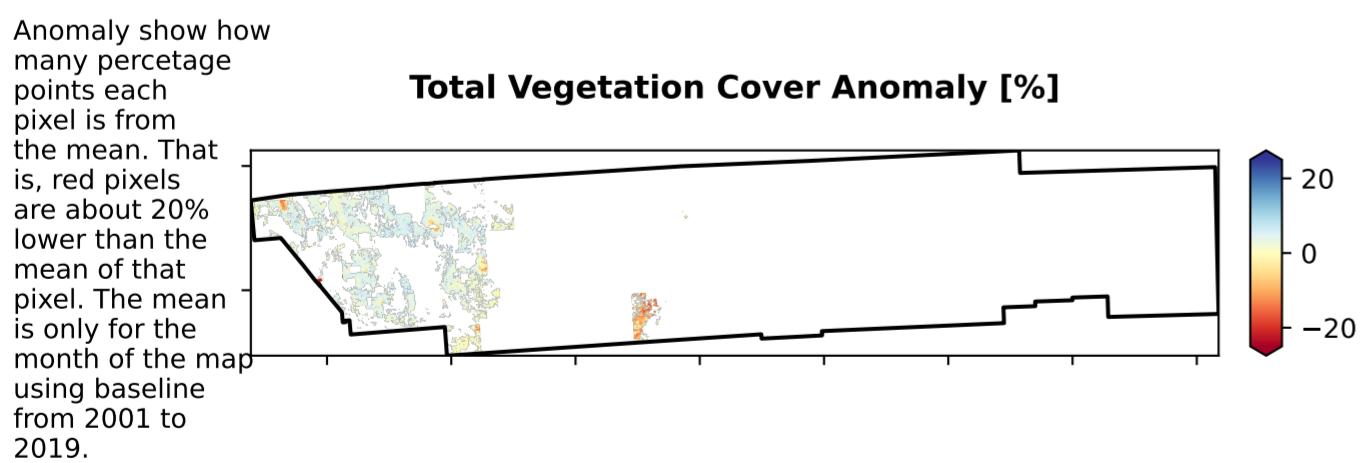 Anomaly show how
many percetage
points each
pixel is from
the mean. That
is, red pixels
are about 20%
lower than the
mean of that
pixel. The mean
is only for the
month of the map
using baseline
from 2001 to
2019.
Total Vegetation Cover Anomaly [%]
20
0
−20